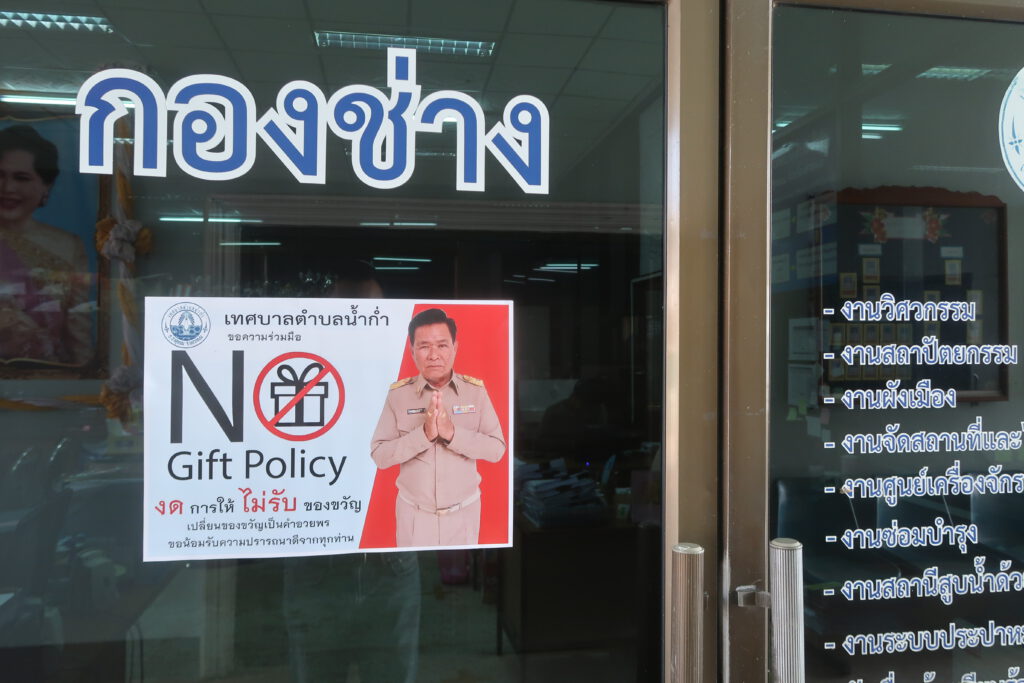 กองช่าง
เทศบาลตำบลน้ำก่ำ
ขอความร่วมมือ
NO
Gift Policy
งด การให้ ไม่รับ ของขวัญ
เปลี่ยนของขวัญเป็นคำอวยพร
ขอน้อมรับความปรารถนาดีจากทุกท่าน
- งานวิศวกรรม
- งานสถาปัตยกรรม
- งานผังเมือง
- งานจัดสถานที่และ
- งานศูนย์เครื่องจักร
- งานซ่อมบำรุง
- งานสถานีสูบน้ำด้วย
- งานระบบประปาห